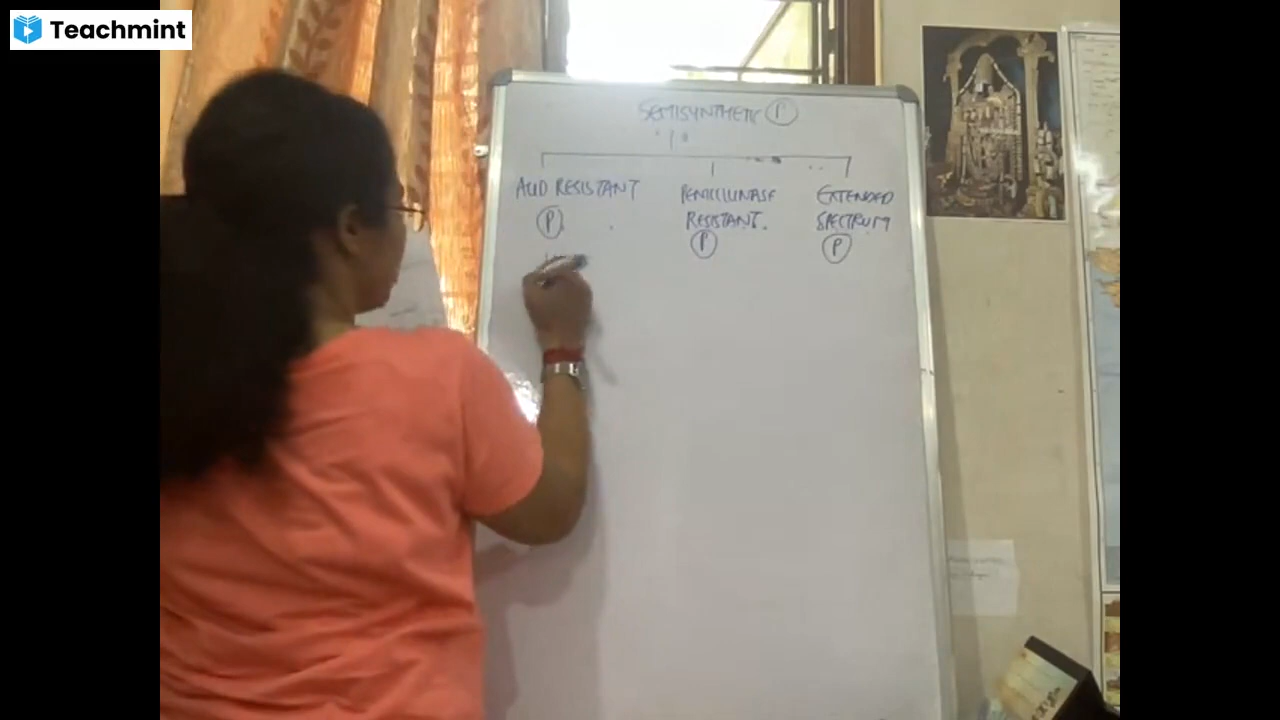 Teachmint
SEMISYNTHETIC P
ACID RESISTANT
P
PENICILLINASE
RESISTANT.
P
EXTENDED
SPECTRUM
P